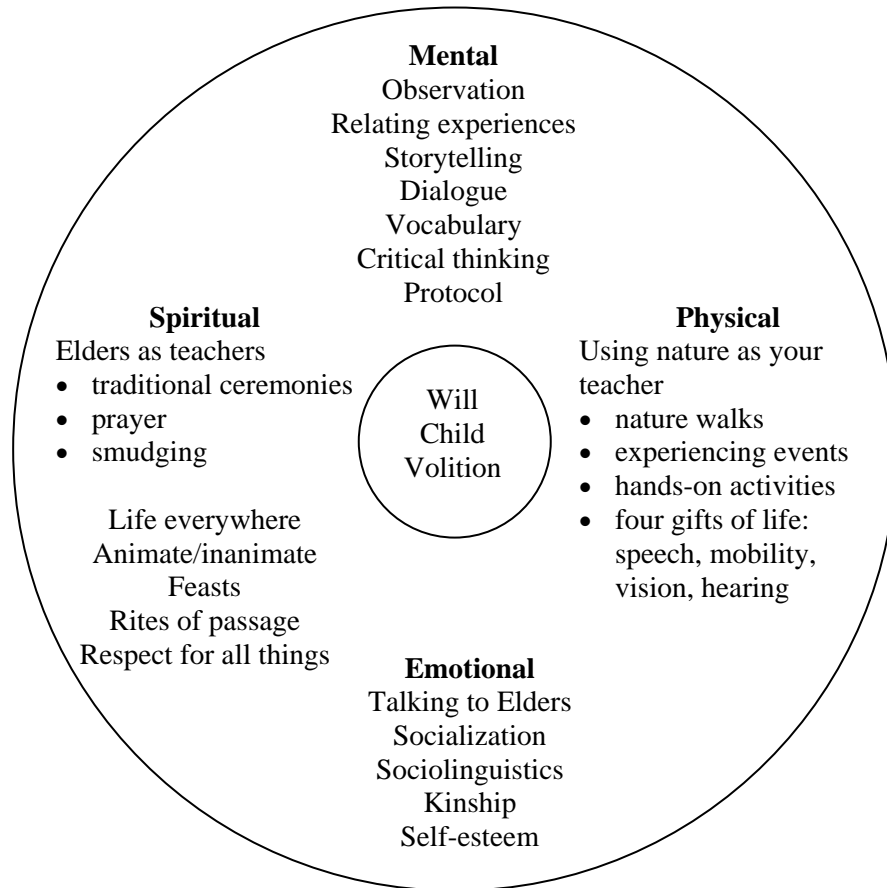 Mental
Observation
Relating experiences
Storytelling
Dialogue
Vocabulary
Critical thinking
Protocol
Spiritual
Elders as teachers
• traditional ceremonies
• prayer
• smudging
Life everywhere
Animate/inanimate
Feasts
Rites of passage
Respect for all things
Will
Child
Volition
Physical
Using nature as your
teacher
• nature walks
• experiencing events
• hands-on activities
• four gifts of life:
speech, mobility,
vision, hearing
Emotional
Talking to Elders
Socialization
Sociolinguistics
Kinship
Self-esteem